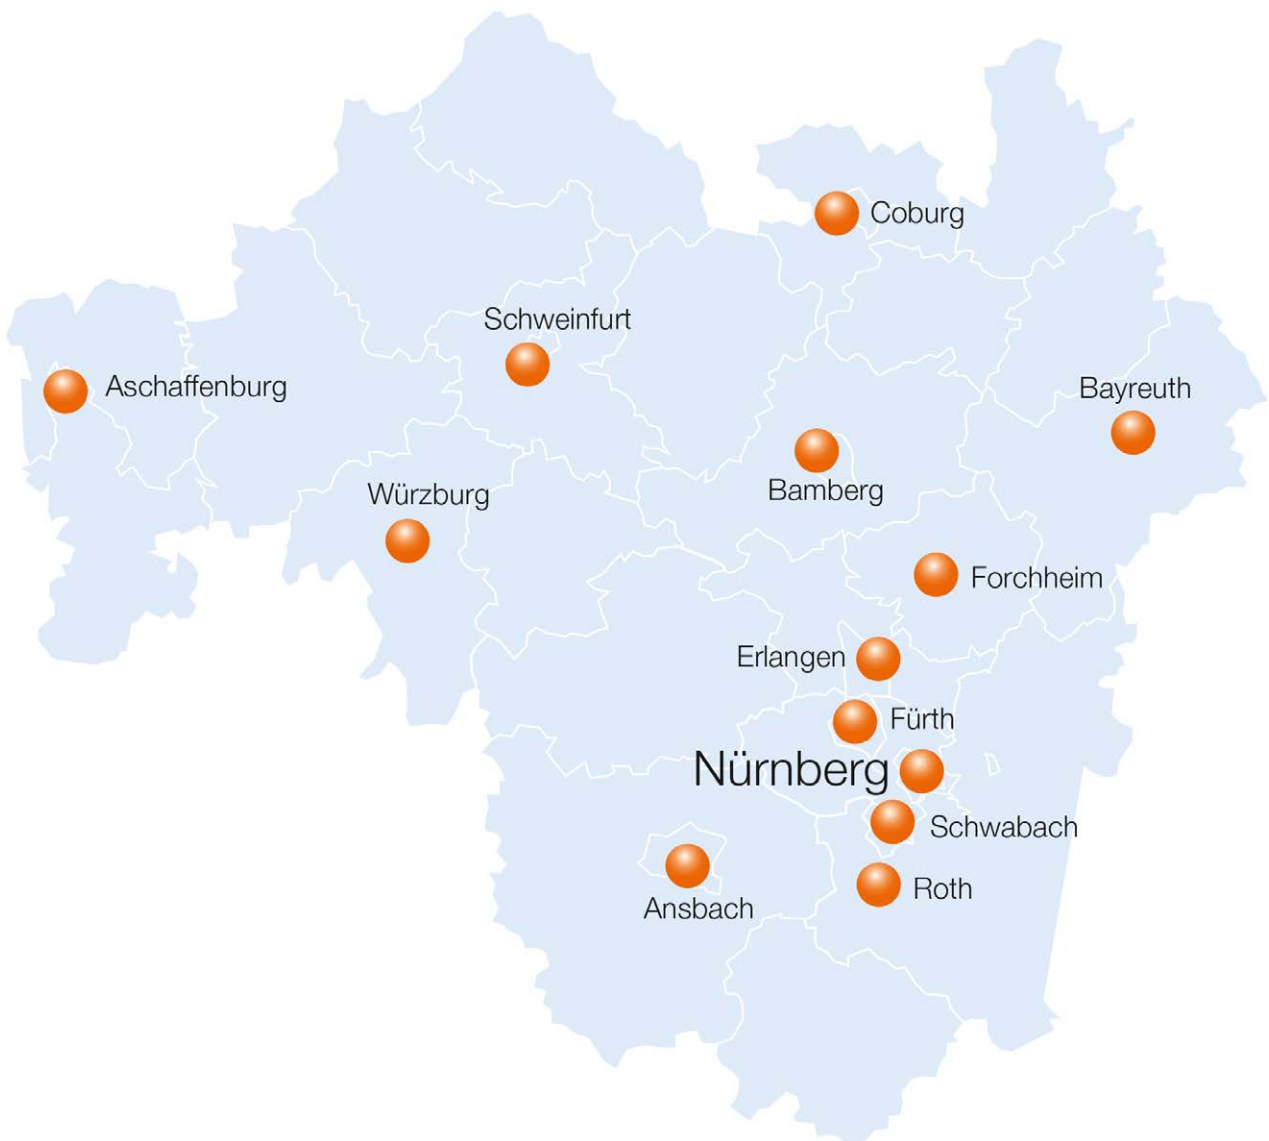 Coburg
Schweinfurt
Aschaffenburg
Bayreuth
Würzburg
Bamberg
Forchheim
Erlangen
Fürth
Nürnberg
Schwabach
Roth
Ansbach